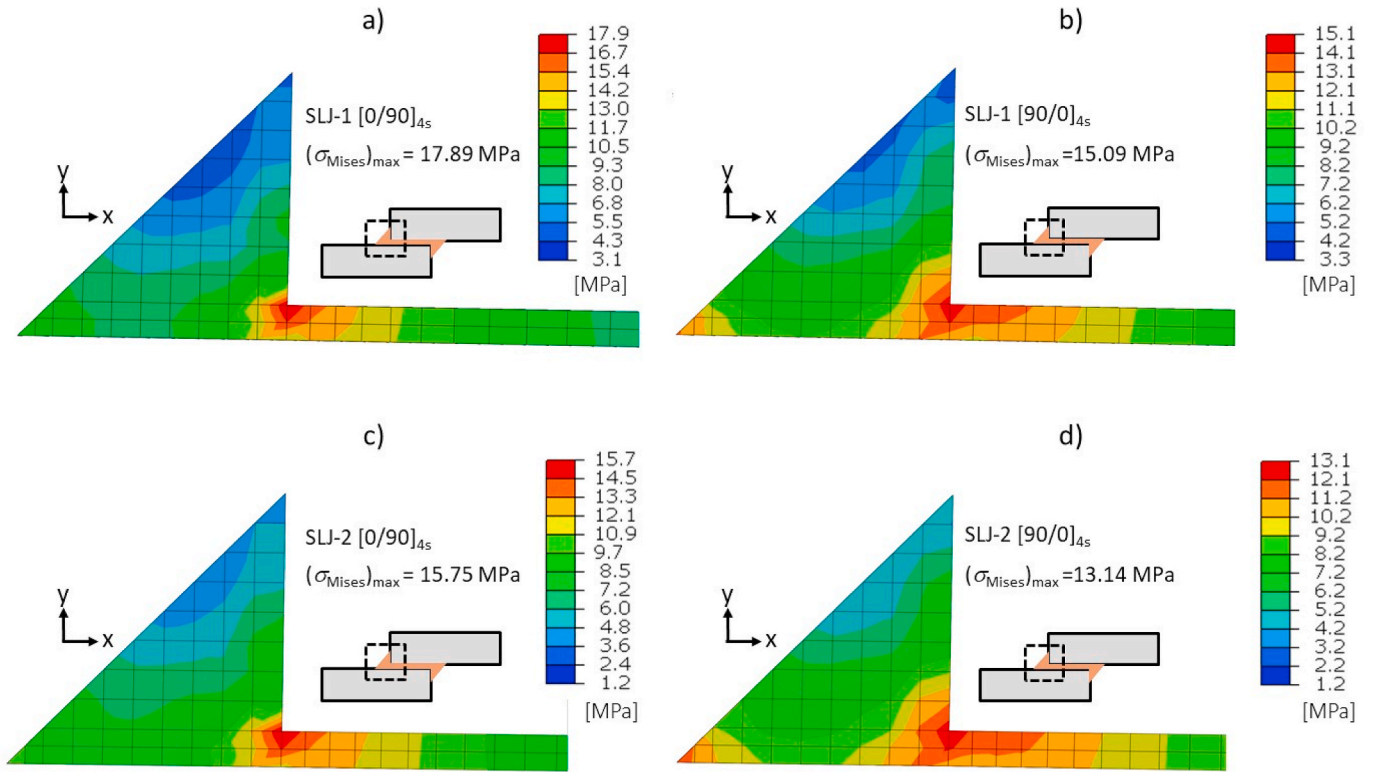 a)
SLJ-1 [0/90]4s
(σMises)max = 17.89 MPa
y
x
17.9
16.7
15.4
14.2
13.0
11.7
10.5
9.3
8.0
6.8
5.5
4.3
3.1
[MPa]
b)
SLJ-1 [90/0]4s
(σMises)max =15.09 MPa
y
x
15.1
14.1
13.1
12.1
11.1
10.2
9.2
8.2
7.2
6.2
5.2
4.2
3.3
[MPa]
c)
SLJ-2 [0/90]4s
(σMises)max = 15.75 MPa
y
x
15.7
14.5
13.3
12.1
10.9
9.7
8.5
7.2
6.0
4.8
3.6
2.4
1.2
[MPa]
d)
SLJ-2 [90/0]4s
(σMises)max =13.14 MPa
y
x
13.1
12.1
11.2
10.2
9.2
8.2
7.2
6.2
5.2
4.2
3.2
2.2
1.2
[MPa]